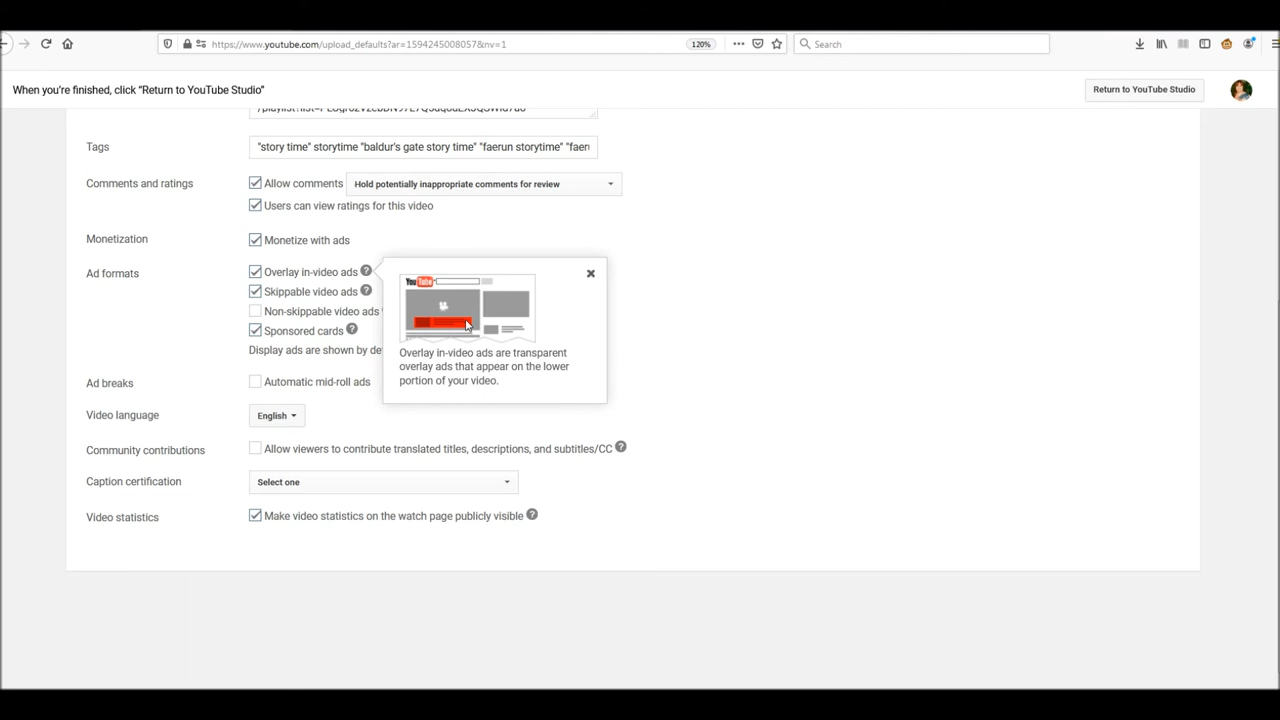 https://www.youtube.com/upload_defaults?ar=1594245008057&nv=1
120%
Search
When you're finished, click "Return to YouTube Studio"
Return to YouTube Studio
Tags
"story time" storytime "baldur's gate story time" "faerun storytime" "faer
Comments and ratings
Allow comments
Hold potentially inappropriate comments for review
Users can view ratings for this video
Monetization
Monetize with ads
Ad formats
Overlay in-video ads
Skippable video ads
Non-skippable video ads
Sponsored cards
Display ads are shown by de
YouTube
Overlay in-video ads are transparent
overlay ads that appear on the lower
portion of your video.
Ad breaks
Automatic mid-roll ads
Video language
English
Community contributions
Allow viewers to contribute translated titles, descriptions, and subtitles/CC
Caption certification
Select one
Video statistics
Make video statistics on the watch page publicly visible